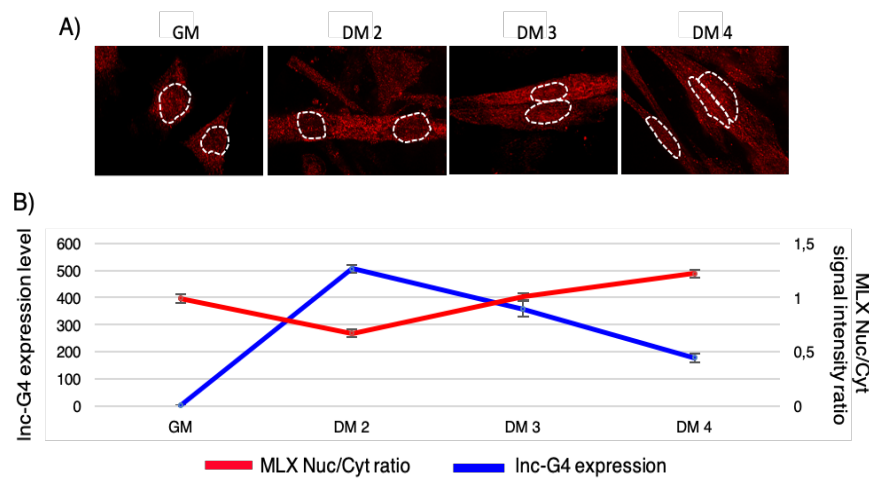 A)
GM
DM 2
DM 3
DM 4
B)
lnc-G4 expression level
600
500
400
300
200
100
0
1,5
1
0,5
0
MLX Nuc/Cyt
signal intensity ratio
GM
DM 2
DM 3
DM 4
MLX Nuc/Cyt ratio
lnc-G4 expression